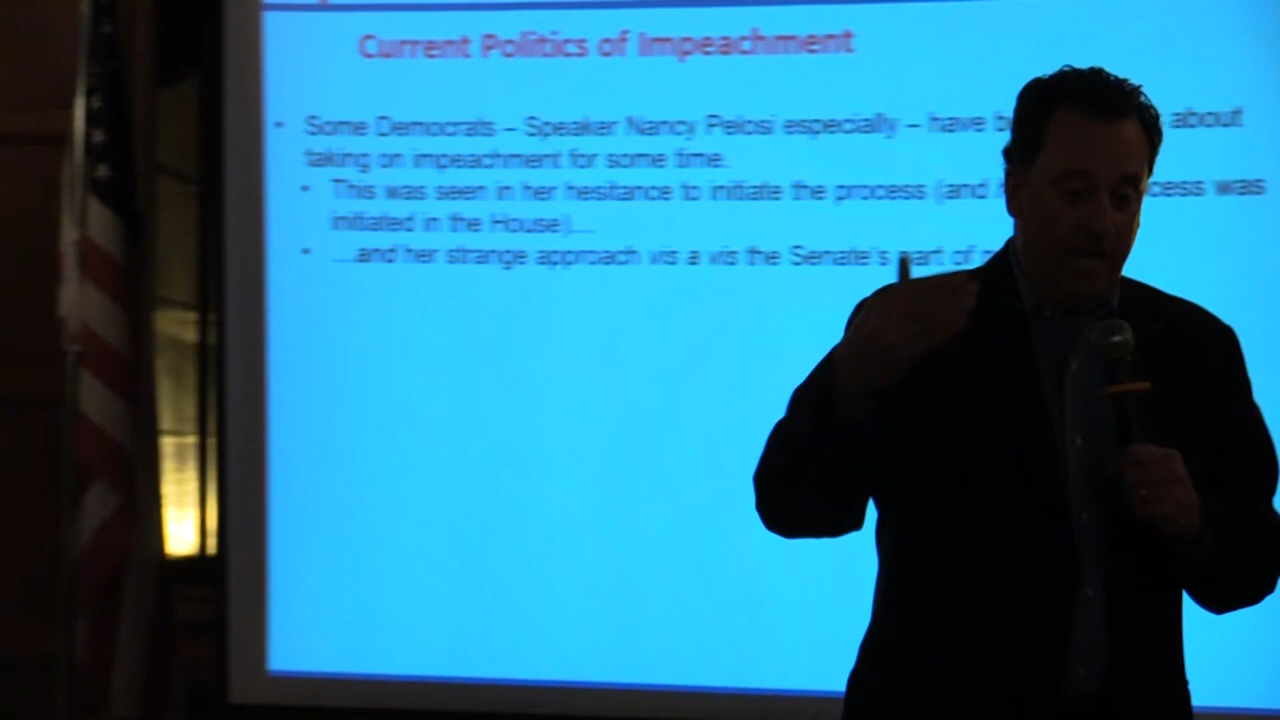 Current Politics of Impeachment
• Some Democrats – Speaker Nancy Pelosi especially – have about
taking on impeachment for some time.
• This was seen in her hesitance to initiate the process (and was
initiated in the House)…
• …and her strange approach vis a vis the Senate's part of